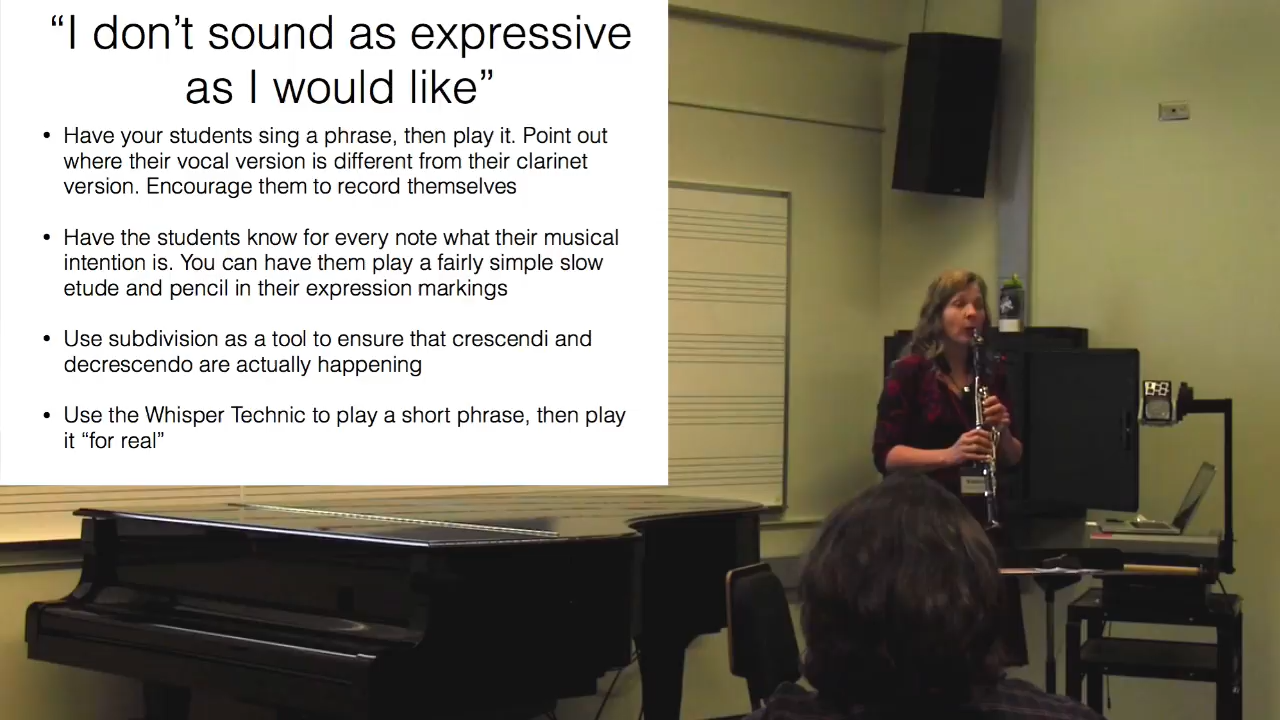 “I don’t sound as expressive
as I would like”
• Have your students sing a phrase, then play it. Point out
where their vocal version is different from their clarinet
version. Encourage them to record themselves
• Have the students know for every note what their musical
intention is. You can have them play a fairly simple slow
etude and pencil in their expression markings
• Use subdivision as a tool to ensure that crescendi and
decrescendo are actually happening
• Use the Whisper Technic to play a short phrase, then play
it “for real”